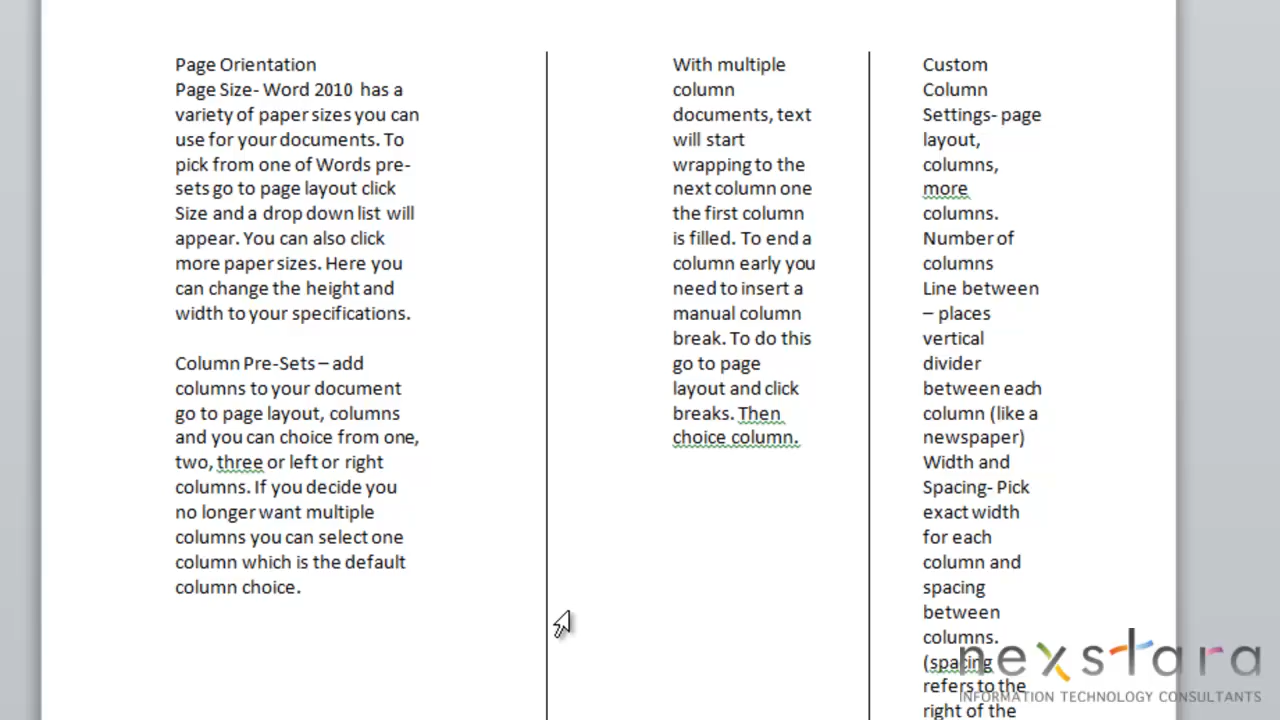 Page Orientation
Page Size- Word 2010 has a
variety of paper sizes you can
use for your documents. To
pick from one of Words pre-
sets go to page layout click
Size and a drop down list will
appear. You can also click
more paper sizes. Here you
can change the height and
width to your specifications.
Column Pre-Sets – add
columns to your document
go to page layout, columns
and you can choice from one,
two, three or left or right
columns. If you decide you
no longer want multiple
columns you can select one
column which is the default
column choice.
With multiple
column
documents, text
will start
wrapping to the
next column one
the first column
is filled. To end a
column early you
need to insert a
manual column
break. To do this
go to page
layout and click
breaks. Then
choice column.
Custom
Column
Settings- page
layout,
columns,
more
columns.
Number of
columns
Line between
– places
vertical
divider
between each
column (like a
newspaper)
Width and
Spacing- Pick
exact width
for each
column and
spacing
between
columns.
(spacing
refers to the
right of the
nexstara
INFORMATION TECHNOLOGY CONSULTANTS